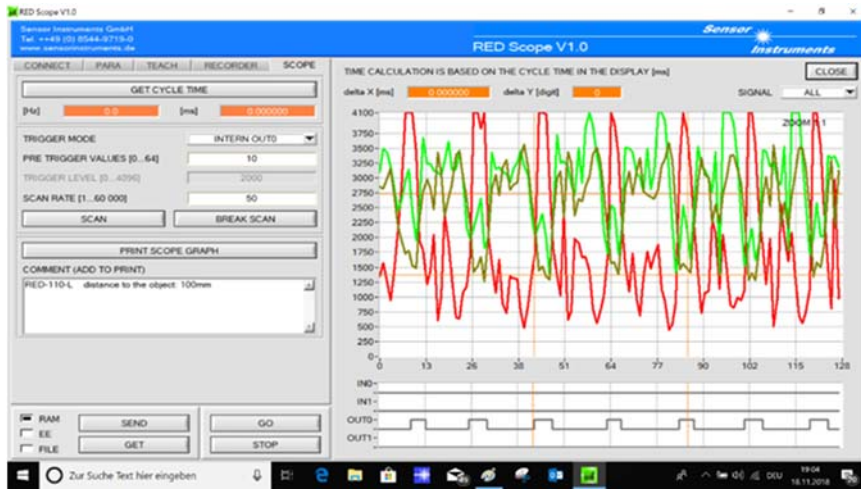 RED Scope V1.0
Sensor Instruments GmbH
Tel. ++49 (0) 8544-9719-0
www.sensorinstruments.de
RED Scope V1.0
Sensor
Instruments
CONNECT PARA TEACH RECORDER SCOPE
GET CYCLE TIME
[Hz] 0.0 [ms] 0.000000
TRIGGER MODE INTERN OUT0
PRE TRIGGER VALUES [0...64] 10
TRIGGER LEVEL [0...4096] 2000
SCAN RATE [1...60 000] 50
SCAN BREAK SCAN
PRINT SCOPE GRAPH
COMMENT (ADD TO PRINT)
RED-110-L distance to the object: 100mm
RAM
EE
FILE
SEND GO
GET STOP
TIME CALCULATION IS BASED ON THE CYCLE TIME IN THE DISPLAY [ms]
CLOSE
delta X [ms] 0.000000 delta Y [digit] 0 SIGNAL ALL
ZOOM 1:1
4100
3750
3500
3250
3000
2750
2500
2250
2000
1750
1500
1250
1000
750
500
250
0
0 13 26 38 51 64 77 90 102 115 128
IN0
IN1
OUT0
OUT1
Zur Suche Text hier eingeben
DEU
19:04
18.11.2018